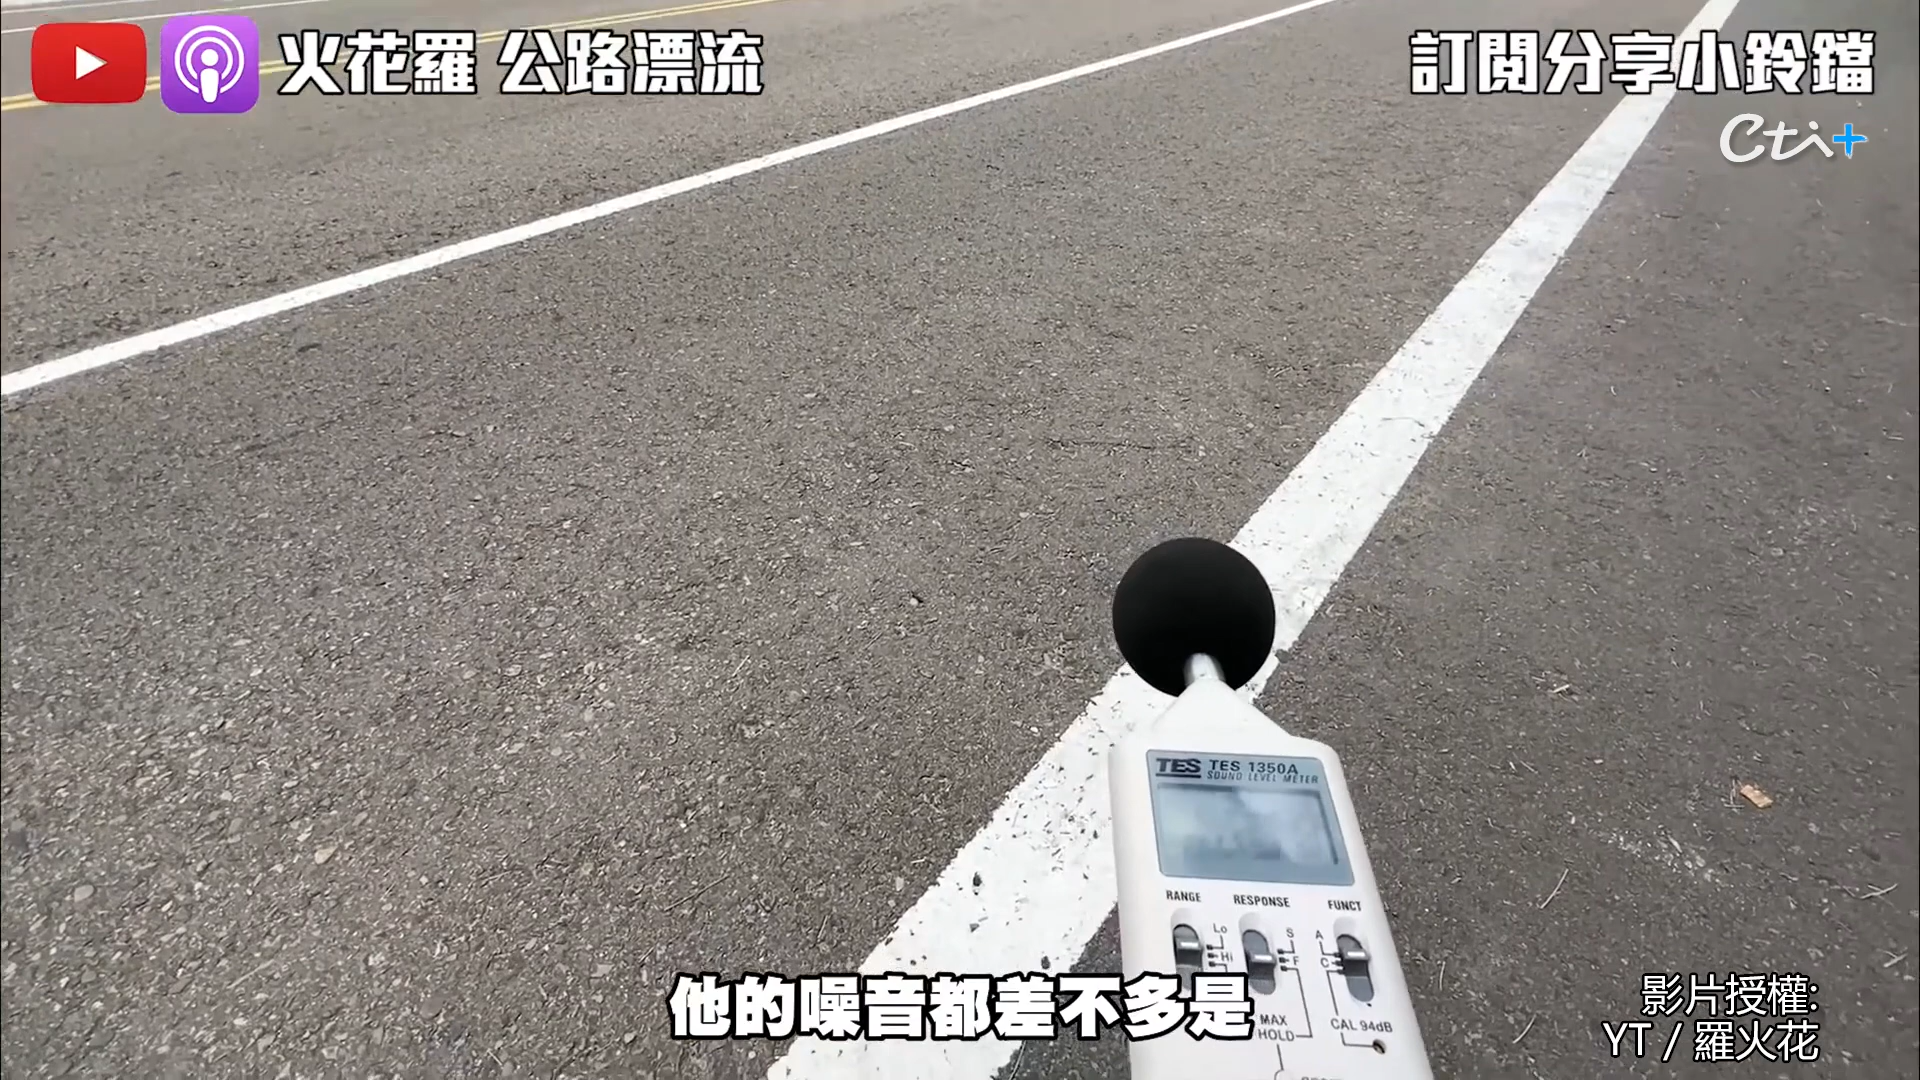 火花羅 公路漂流
訂閱分享小鈴鐺
Cti+
TES TES 1350A
SOUND LEVEL METER
RANGE RESPONSE FUNCT
Lo S A
Hi F C
MAX
HOLD
CAL 94dB
他的噪音都差不多是
影片授權:
YT / 羅火花